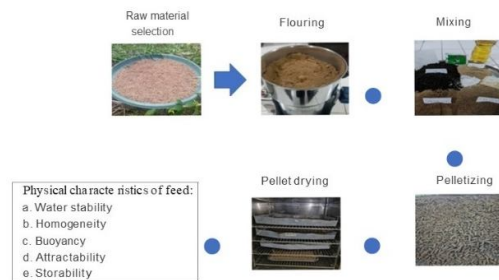 Raw material
selection
Flouring
Mixing
Pelletizing
Pellet drying
Physical characte ristics of feed:
a. Water stability
b. Homogeneity
c. Buoyancy
d. Attractability
e. Storability